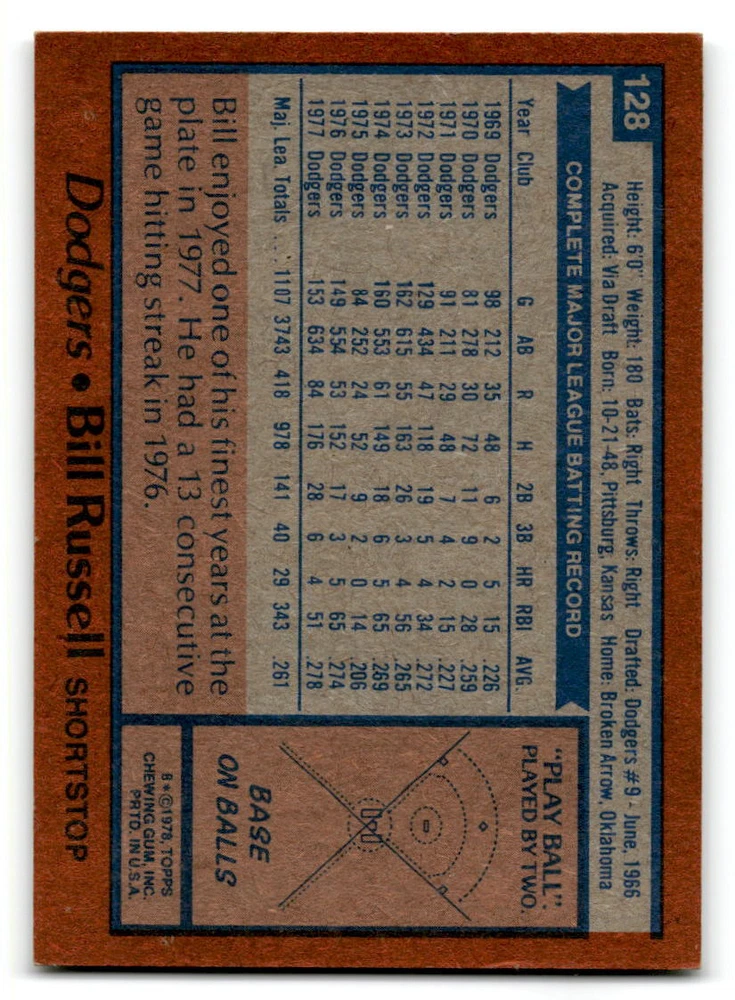 128
Height: 6'0" Weight: 180 Bats: Right Throws: Right Drafted: Dodgers #9 - June, 1966
Acquired: Via Draft Born: 10-21-48, Pittsburg, Kansas Home: Broken Arrow, Oklahoma
COMPLETE MAJOR LEAGUE BATTING RECORD
Year Club G AB R H 2B 3B HR RBI AVG.
1969 Dodgers 98 212 35 48 6 2 5 15 .226
1970 Dodgers 81 278 30 72 11 9 0 28 .259
1971 Dodgers 91 211 29 48 7 4 2 15 .227
1972 Dodgers 129 434 47 118 19 5 4 34 .272
1973 Dodgers 162 615 55 163 26 3 4 56 .265
1974 Dodgers 160 553 61 149 18 6 5 65 .269
1975 Dodgers 84 252 24 52 9 2 0 14 .206
1976 Dodgers 149 554 53 152 17 3 5 65 .274
1977 Dodgers 153 634 84 176 28 6 4 51 .278
Maj. Lea. Totals . . . 1107 3743 418 978 141 40 29 343 .261
Bill enjoyed one of his finest years at the
plate in 1977. He had a 13 consecutive
game hitting streak in 1976.
"PLAY BALL".
PLAYED BY TWO.
BASE
ON BALLS
B*©1978, TOPPS
CHEWING GUM, INC.
PRTD. IN U.S.A.
Dodgers • Bill Russell SHORTSTOP